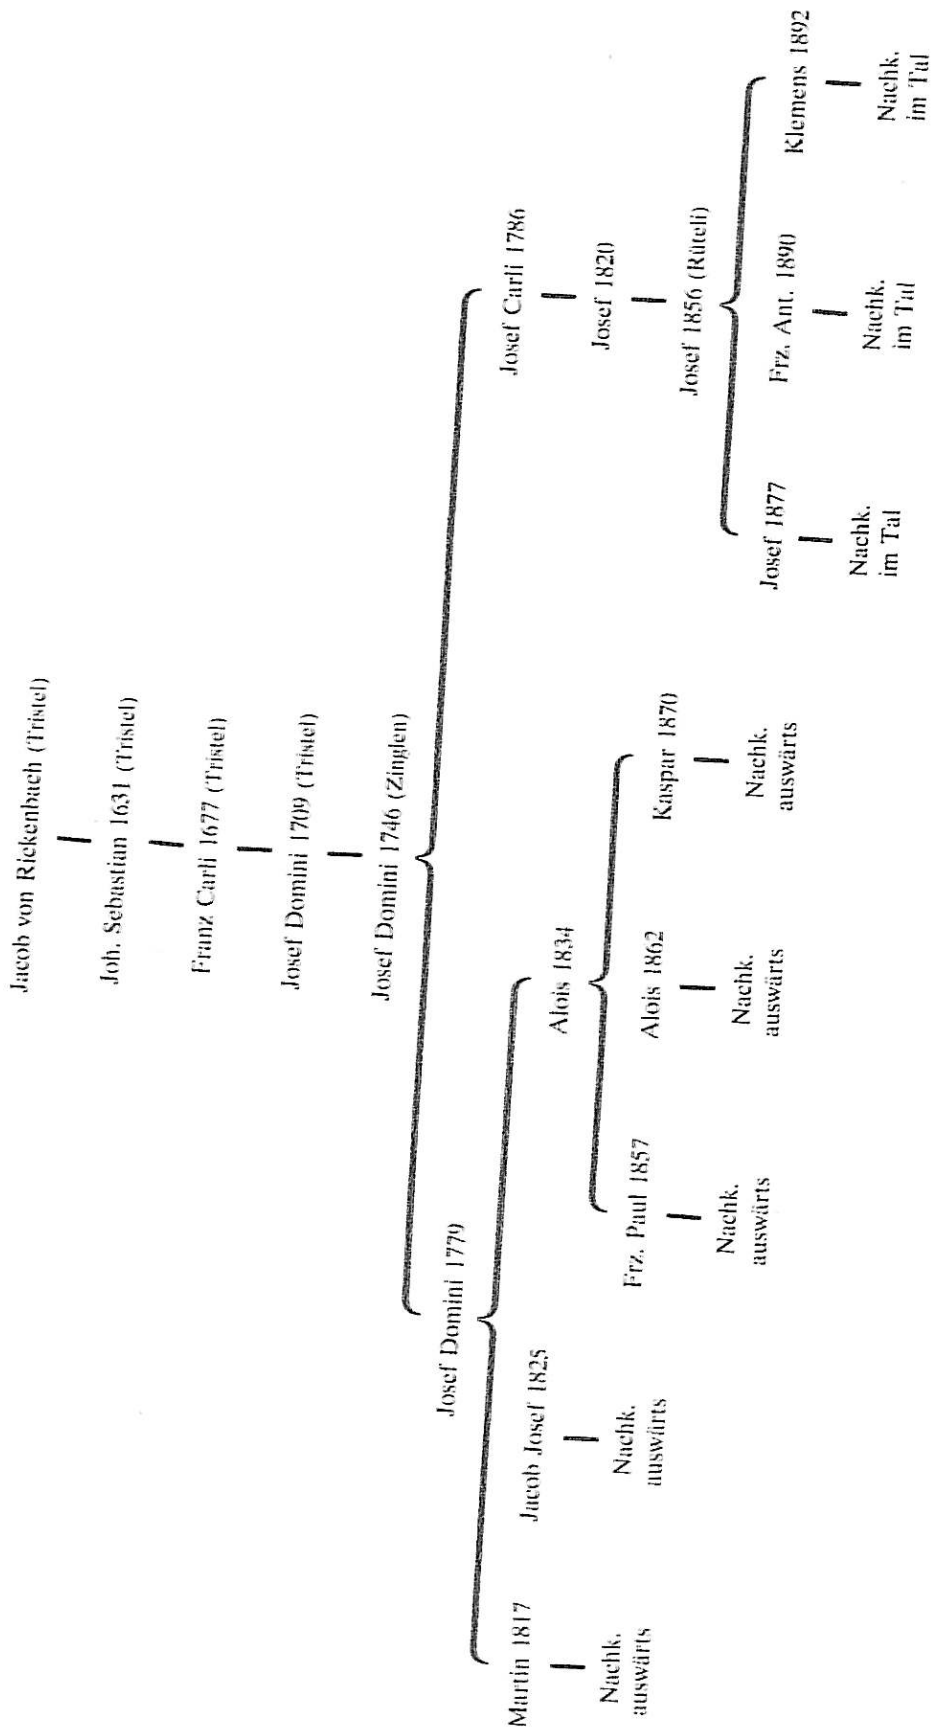 Jacob von Rickenbach (Tristel)
Joh. Sebastian 1631 (Tristel)
Franz Carli 1677 (Tristel)
Josef Domini 1709 (Tristel)
Josef Domini 1746 (Zinglen)
Josef Domini 1779
Josef Carli 1786
Martin 1817
Jacob Josef 1825
Alois 1834
Josef 1820
Nachk.
auswärts
Nachk.
auswärts
Frz. Paul 1857
Alois 1862
Kaspar 1870
Josef 1856 (Rüteli)
Nachk.
auswärts
Nachk.
auswärts
Nachk.
auswärts
Josef 1877
Frz. Ant. 1890
Klemens 1892
Nachk.
im Tal
Nachk.
im Tal
Nachk.
im Tal